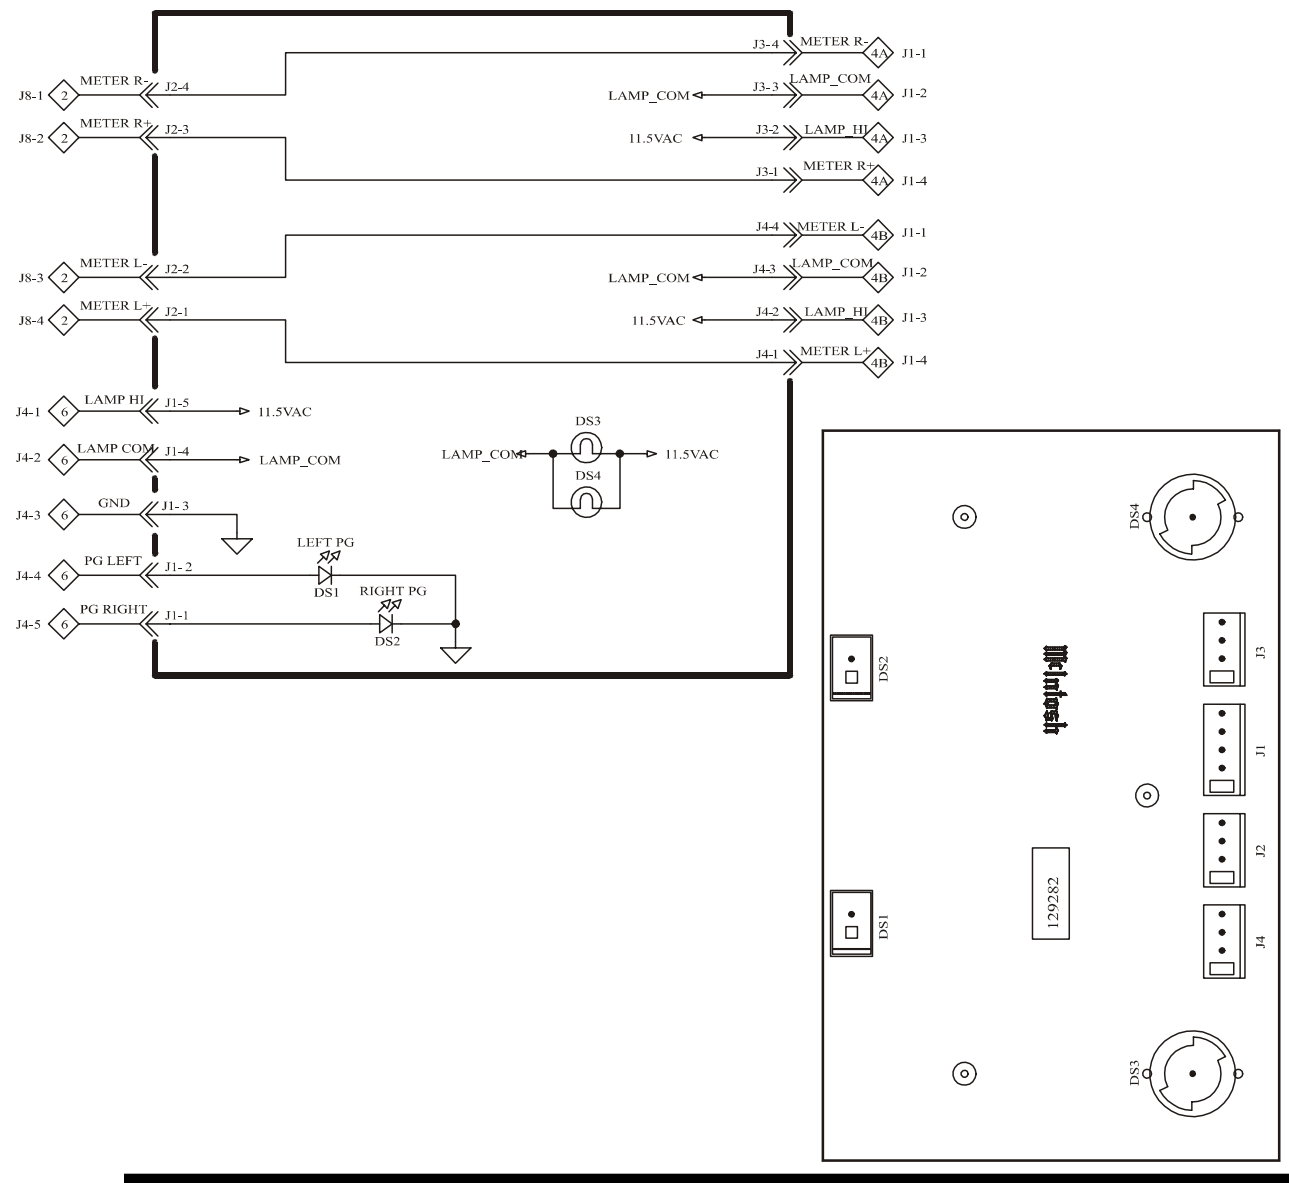 J3-4 METER R- 4A J1-1
J8-1 2 METER R- J2-4
LAMP_COM J3-3 LAMP_COM 4A J1-2
J8-2 2 METER R+ J2-3
11.5VAC J3-2 LAMP_HI 4A J1-3
J3-1 METER R+ 4A J1-4
J4-4 METER L- 4B J1-1
J8-3 2 METER L- J2-2
LAMP_COM J4-3 LAMP_COM 4B J1-2
J8-4 2 METER L+ J2-1
11.5VAC J4-2 LAMP_HI 4B J1-3
J4-1 METER L+ 4B J1-4
J4-1 6 LAMP HI J1-5 11.5VAC
DS3
J4-2 6 LAMP COM J1-4 LAMP_COM
LAMP_COM 11.5VAC
DS4
J4-3 6 GND J1-3
LEFT PG
J4-4 6 PG LEFT J1-2
DS1
RIGHT PG
J4-5 6 PG RIGHT J1-1
DS2
DS4
DS2
McIntosh
J3
J1
J2
129282
DS1
J4
DS3